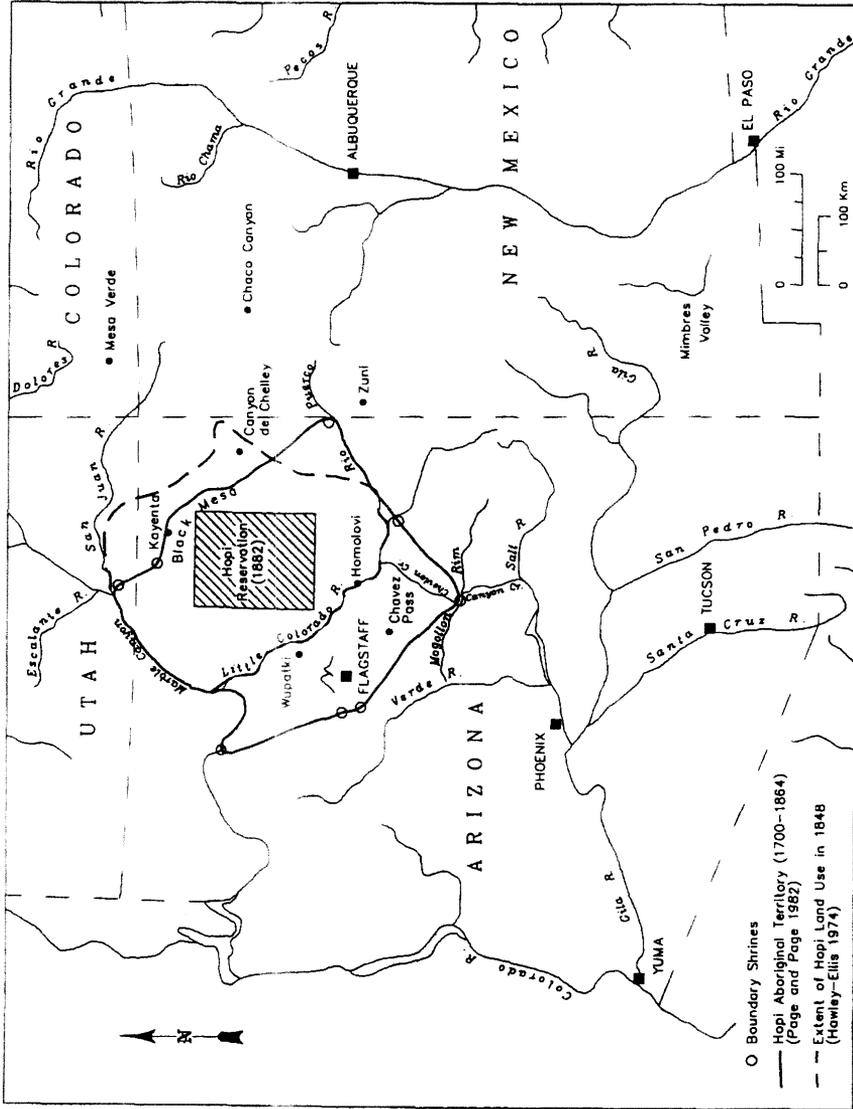 COLORADO
UTAH
ARIZONA
NEW MEXICO
Rio Grande
Rio Chama
Pecos R
Dolores R
San Juan R
Escalante R.
Mesa Verde
Chaco Canyon
ALBUQUERQUE
Canyon
del Chelley
Kayenta
Black Mesa
Marble Canyon
Hopi
Reservation
(1882)
Rio Puerco
Zuni
Homolovi
Little Colorado R.
Wupatki
FLAGSTAFF
Chavez
Pass
Chevlon Cr.
Mogollon Rim
Canyon Cr.
Salt R
Verde R.
PHOENIX
Gila R
Gila R
Mimbres
Valley
San Pedro R
TUCSON
Santa Cruz R.
Colorado R
YUMA
EL PASO
Rio Grande
0 100 Mi
0 100 Km
N
Boundary Shrines
Hopi Aboriginal Territory (1700-1864)
(Page and Page 1982)
Extent of Hopi Land Use in 1848
(Hawley-Ellis 1974)